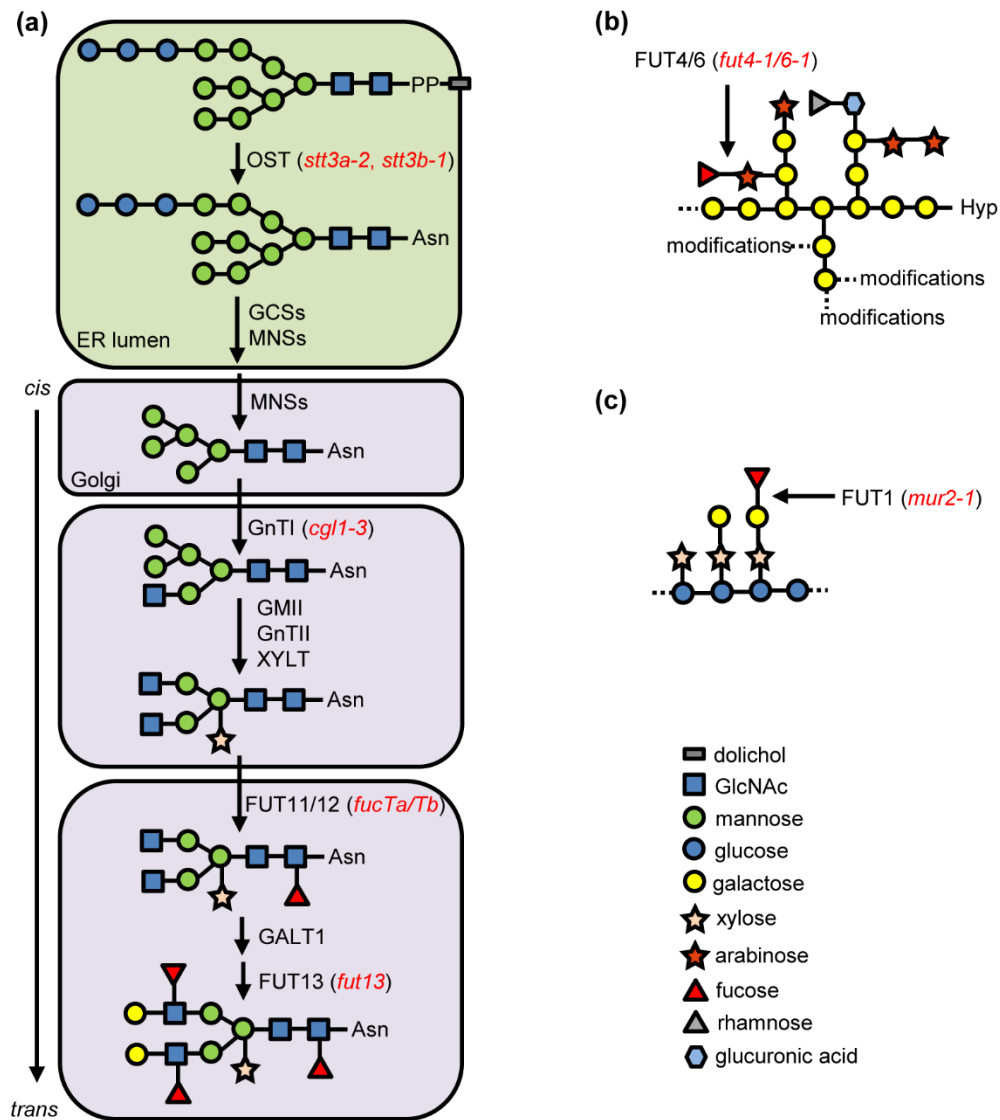 (a)
PP
OST (stt3a-2, stt3b-1)
Asn
GCSs
MNSs
ER lumen
cis
MNSs
Asn
Golgi
GnTI (cgl1-3)
Asn
GMII
GnTII
XYLT
Asn
FUT11/12 (fucTa/Tb)
Asn
GALT1
FUT13 (fut13)
Asn
trans
(b)
FUT4/6 (fut4-1/6-1)
Hyp
modifications
modifications
modifications
(c)
FUT1 (mur2-1)
dolichol
GlcNAc
mannose
glucose
galactose
xylose
arabinose
fucose
rhamnose
glucuronic acid